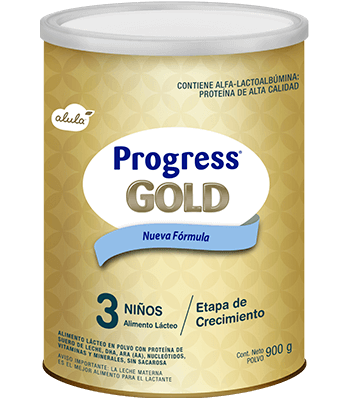 CONTIENE ALFA-LACTOALBÚMINA:
PROTEÍNA DE ALTA CALIDAD
alula
Progress®
GOLD
Nueva Fórmula
3 NIÑOS
Alimento Lácteo
Etapa de
Crecimiento
ALIMENTO LÁCTEO EN POLVO CON PROTEÍNA DE
SUERO DE LECHE, DHA, ARA (AA), NUCLEÓTIDOS,
VITAMINAS Y MINERALES, SIN SACAROSA
AVISO IMPORTANTE: LA LECHE MATERNA
ES EL MEJOR ALIMENTO PARA EL LACTANTE
Cont. Neto
POLVO 900 g